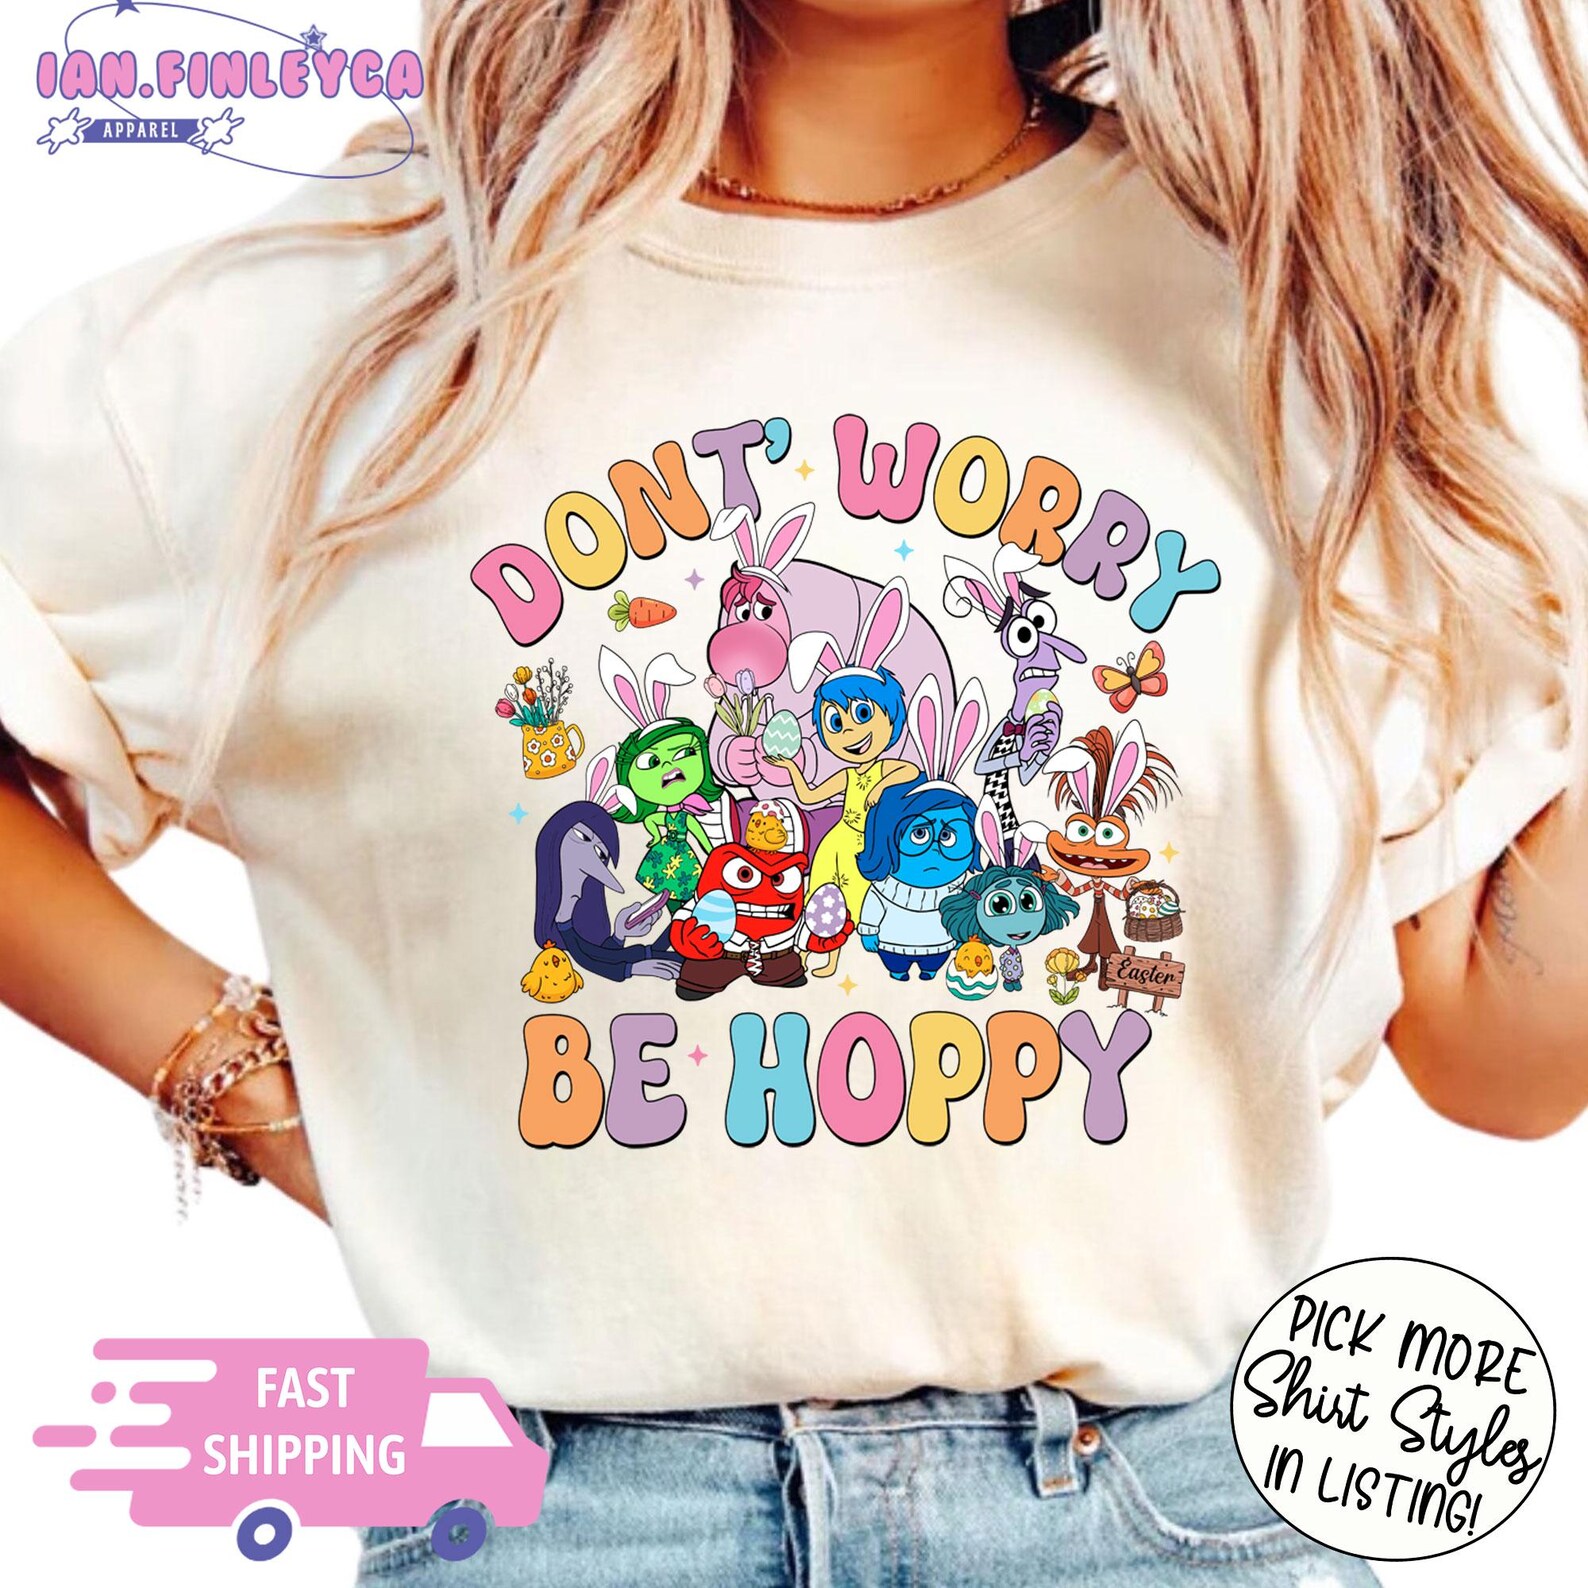 IAN.FINLEYCA
APPAREL
DONT' WORRY
Easter
BE HOPPY
FAST
SHIPPING
PICK MORE
Shirt Styles
IN LISTING!